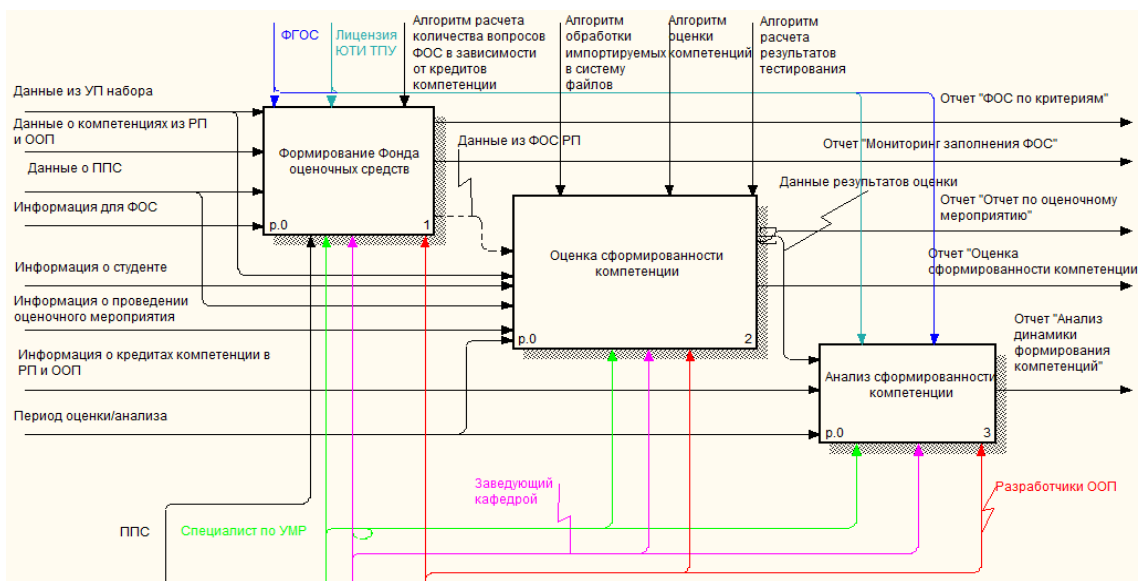 ФГОС
Лицензия
ЮТИ ТПУ
Алгоритм расчета
количества вопросов
ФОС в зависимости
от кредитов
компетенции
Алгоритм
обработки
импортируемых
в систему
файлов
Алгоритм
оценки
компетенций
Алгоритм
расчета
результатов
тестирования
Данные из УП набора
Данные о компетенциях из РП
и ООП
Данные о ППС
Информация для ФОС
Информация о студенте
Информация о проведении
оценочного мероприятия
Информация о кредитах компетенции в
РП и ООП
Период оценки/анализа
Формирование Фонда
оценочных средств
р.0
1
Данные из ФОС РП
Оценка сформированности
компетенции
р.0
2
Данные результатов оценки
Анализ сформированности
компетенции
р.0
3
Отчет "ФОС по критериям"
Отчет "Мониторинг заполнения ФОС"
Отчет "Отчет по оценочному
мероприятию"
Отчет "Оценка
сформированности компетенции
Отчет "Анализ
динамики
формирования
компетенций"
ППС
Специалист по УМР
Заведующий
кафедрой
Разработчики ООП